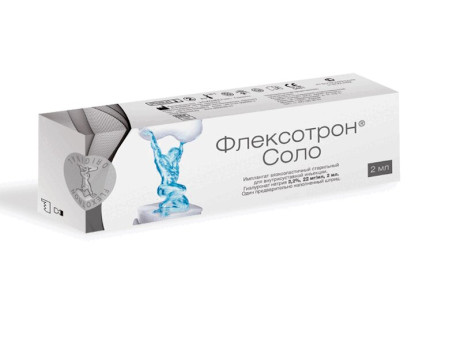 Флексотрон®
Соло
Имплантат вязкоэластичный стерильный
для внутрисуставной инъекции
Гиалуронат натрия 2,2%, 22 мг/мл, 2 мл.
Один предварительно наполненный шприц.
2 мл